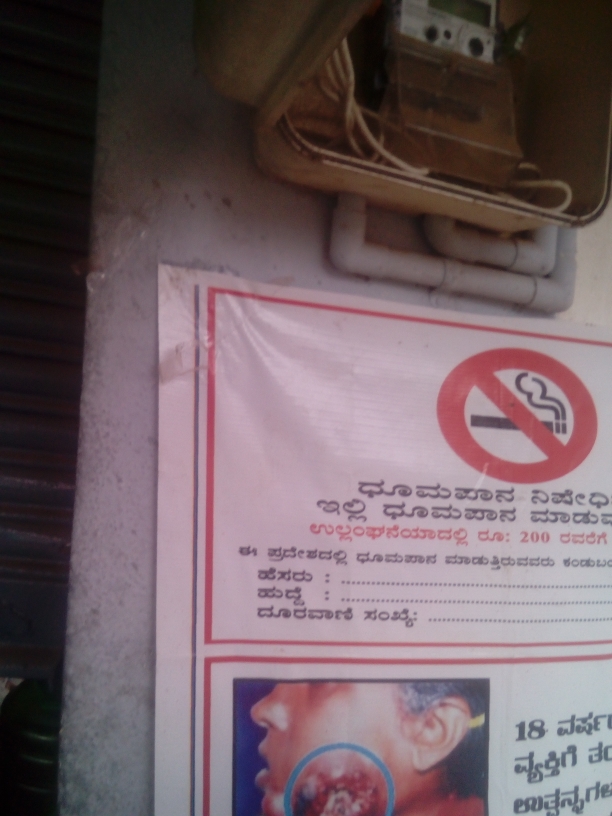 ಧೂಮಪಾನ ನಿಷೇಧಿ
ಇಲ್ಲಿ ಧೂಮಪಾನ ಮಾಡುವ
ಉಲ್ಲಂಘನೆಯಾದಲ್ಲಿ ರೂ: 200 ರವರೆಗೆ
ಈ ಪ್ರದೇಶದಲ್ಲಿ ಧೂಮಪಾನ ಮಾಡುತ್ತಿರುವವರು ಕಂಡುಬಂ
ಹೆಸರು :
ಹುದ್ದೆ :
ದೂರವಾಣಿ ಸಂಖ್ಯೆ:
18 ವರ್ಷ
ವ್ಯಕ್ತಿಗೆ ತಂ
ಉತ್ಪನ್ನಗಳ